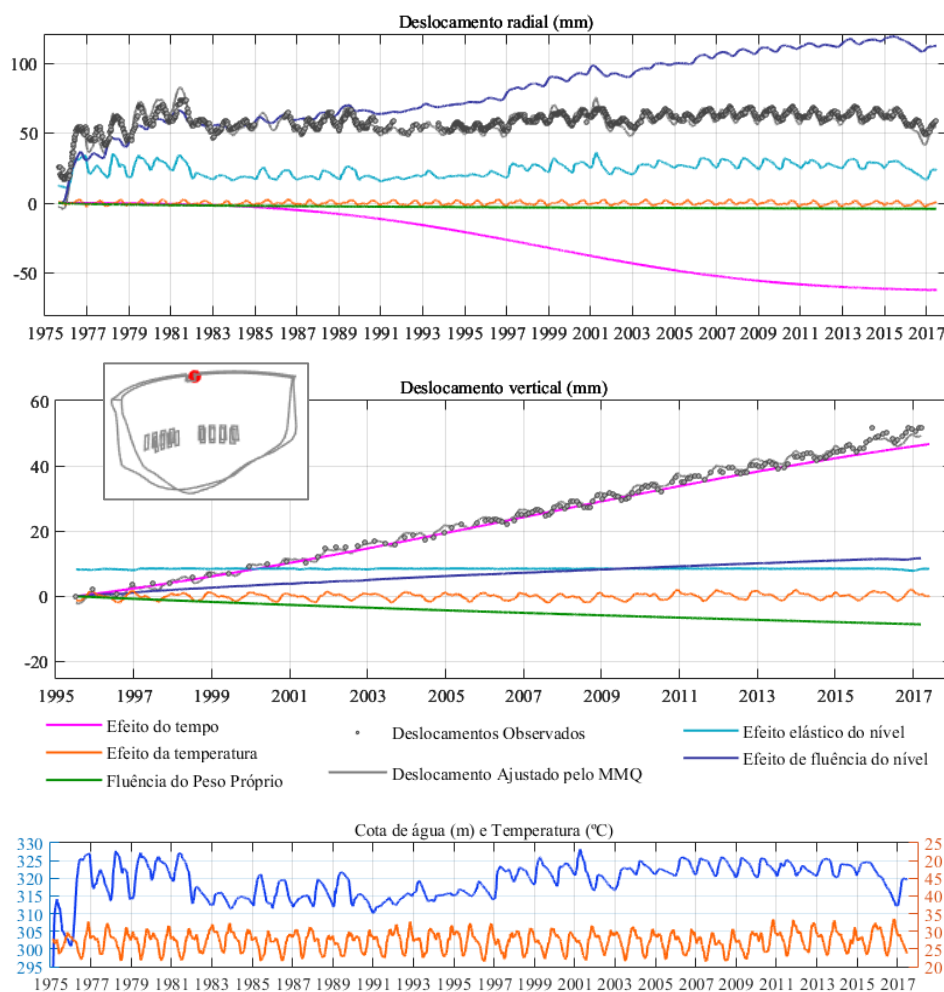 Deslocamento radial (mm)
100
50
0
-50
1975 1977 1979 1981 1983 1985 1987 1989 1991 1993 1995 1997 1999 2001 2003 2005 2007 2009 2011 2013 2015 2017
Deslocamento vertical (mm)
60
40
20
0
-20
1995 1997 1999 2001 2003 2005 2007 2009 2011 2013 2015 2017
Efeito do tempo
Efeito da temperatura
Fluência do Peso Próprio
Deslocamentos Observados
Deslocamento Ajustado pelo MMQ
Efeito elástico do nível
Efeito de fluência do nível
Cota de água (m) e Temperatura (ºC)
330 25
325 50
320 45
315 40
310 35
305 30
300 25
295 20
1975 1977 1979 1981 1983 1985 1987 1989 1991 1993 1995 1997 1999 2001 2003 2005 2007 2009 2011 2013 2015 2017